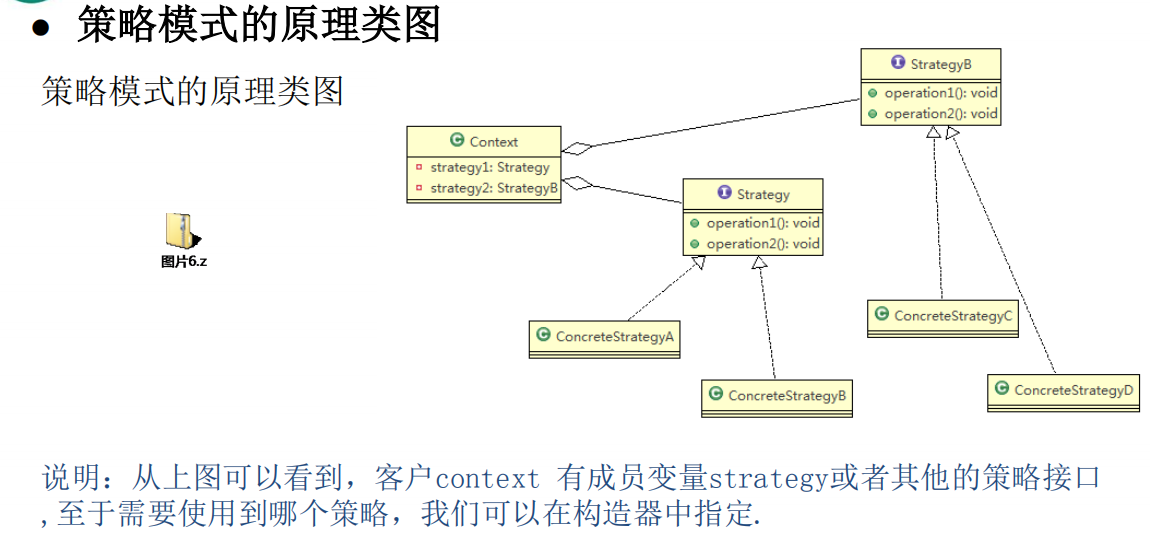 ● 策略模式的原理类图
策略模式的原理类图
I StrategyB
operation1(): void
operation2(): void
C Context
strategy1: Strategy
strategy2: StrategyB
I Strategy
operation1(): void
operation2(): void
图片6.z
C ConcreteStrategyA
C ConcreteStrategyB
C ConcreteStrategyC
C ConcreteStrategyD
说明：从上图可以看到，客户context 有成员变量strategy或者其他的策略接口
,至于需要使用到哪个策略，我们可以在构造器中指定.